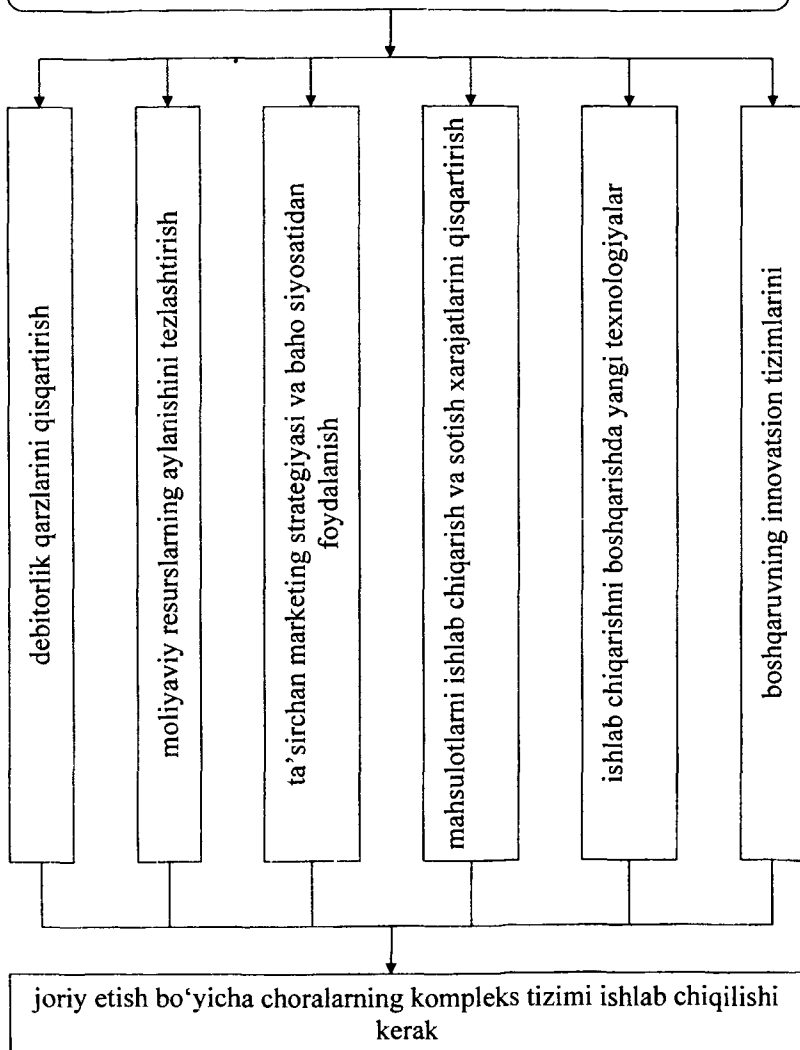 debitorlik qarzlarini qisqartirish
moliyaviy resurslarning aylanishini tezlashtirish
ta’sirchan marketing strategiyasi va baho siyosatidan
foydalanish
mahsulotlarni ishlab chiqarish va sotish xarajatlarini qisqartirish
ishlab chiqarishni boshqarishda yangi texnologiyalar
boshqaruvning innovatsion tizimlarini
joriy etish bo‘yicha choralarning kompleks tizimi ishlab chiqilishi
kerak